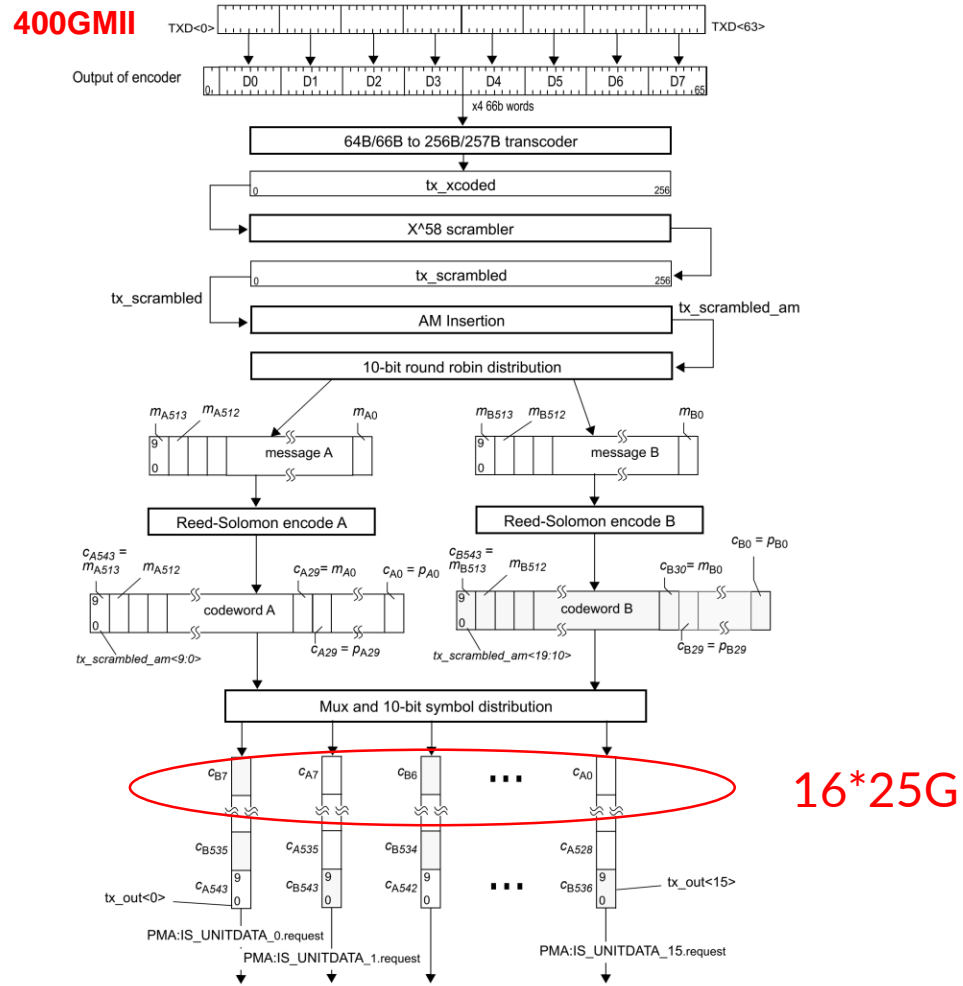 400GMII
TXD<0>
TXD<63>
Output of encoder
0
D0
D1
D2
D3
D4
D5
D6
D7
65
x4 66b words
64B/66B to 256B/257B transcoder
tx_xcoded
0
256
X^58 scrambler
tx_scrambled
0
256
tx_scrambled
AM Insertion
tx_scrambled_am
10-bit round robin distribution
mA513
mA512
mA0
9
0
message A
mB513
mB512
mB0
9
0
message B
Reed-Solomon encode A
Reed-Solomon encode B
cA543 =
mA513
mA512
cA29= mA0
cA0 = pA0
9
0
codeword A
cA29 = pA29
tx_scrambled_am<9:0>
cB543 =
mB513
mB512
cB30= mB0
cB0 = pB0
9
0
codeword B
cB29 = pB29
tx_scrambled_am<19:10>
Mux and 10-bit symbol distribution
cB7
cA7
cB6
cA0
16*25G
cB535
cA535
cB534
cA528
cA543
9
0
cB543
9
0
cA542
9
0
cB536
9
0
tx_out<0>
tx_out<15>
PMA:IS_UNITDATA_0.request
PMA:IS_UNITDATA_1.request
PMA:IS_UNITDATA_15.request